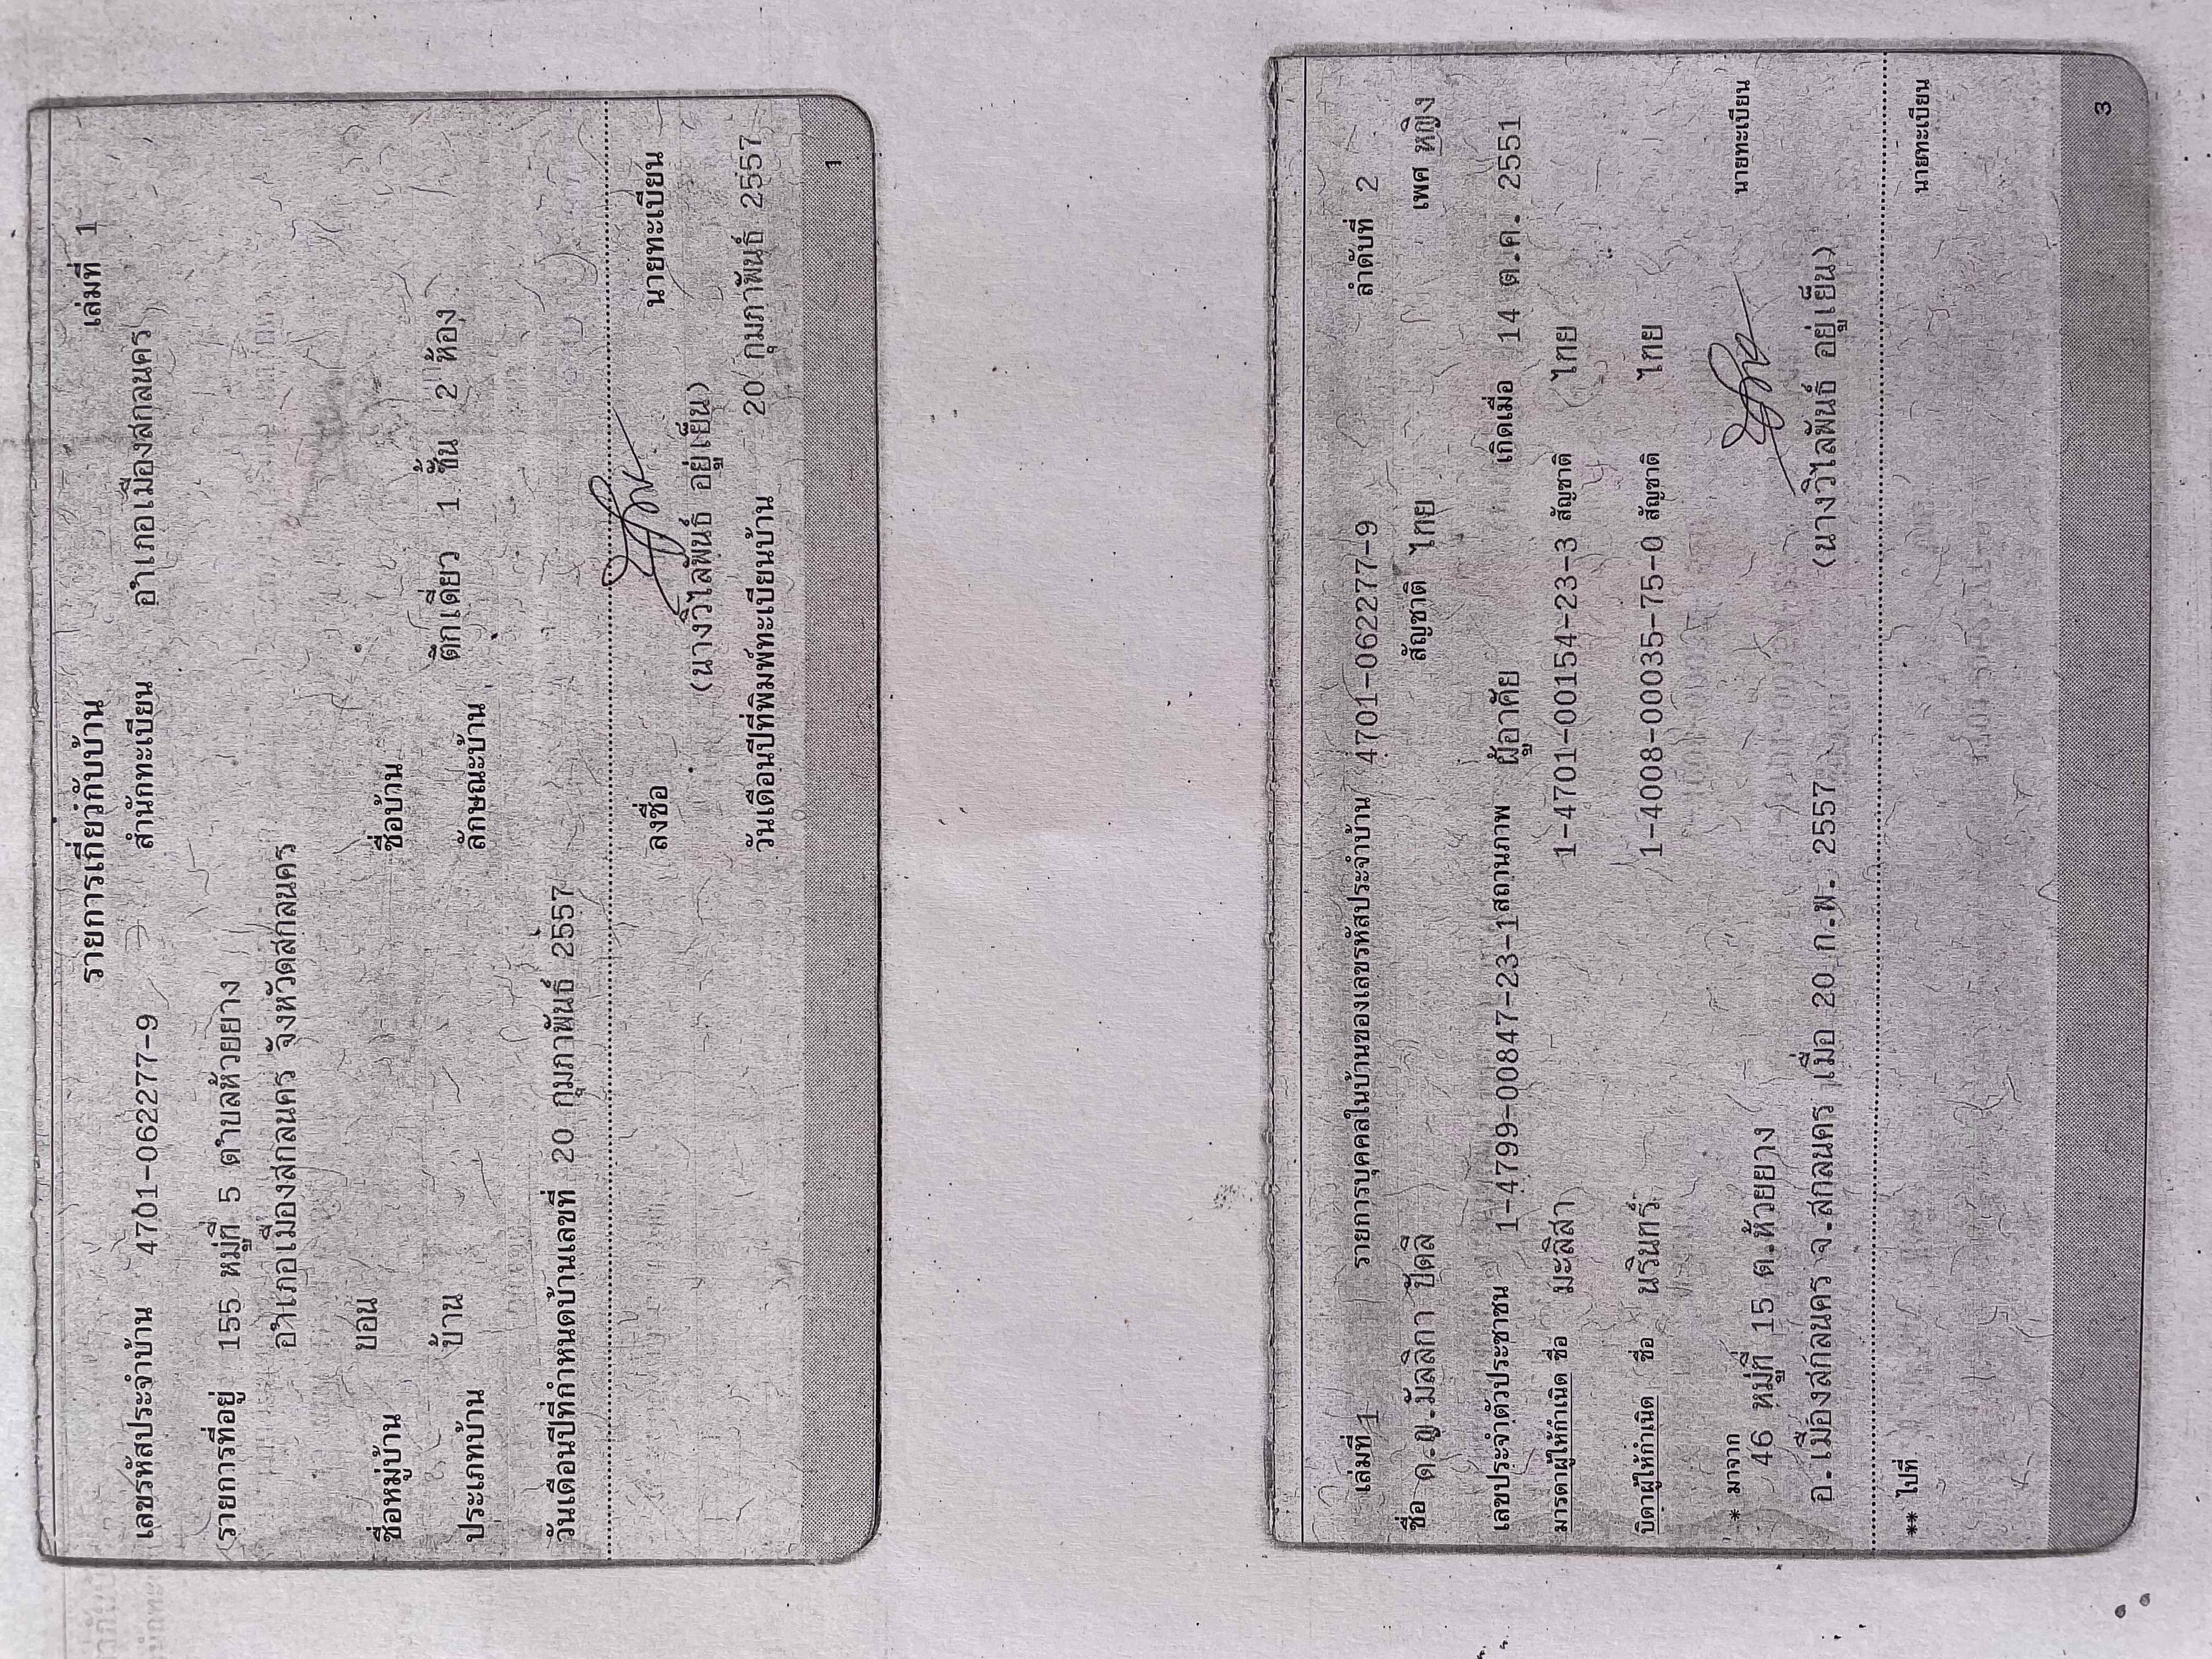 รายการเกี่ยวกับบ้าน เล่มที่ 1
เลขรหัสประจำบ้าน 4701-062277-9 สำนักทะเบียน อำเภอเมืองสกลนคร
รายการที่อยู่ 155 หมู่ที่ 5 ตำบลห้วยยาง
อำเภอเมืองสกลนคร จังหวัดสกลนคร
ชื่อหมู่บ้าน บอน ชื่อบ้าน
ประเภทบ้าน บ้าน ลักษณะบ้าน ตึกเดี่ยว 1 ชั้น 2 ห้อง
วันเดือนปีที่กำหนดบ้านเลขที่ 20 กุมภาพันธ์ 2557
ลงชื่อ นายทะเบียน
(นางวิไลพันธ์ อยู่เย็น)
วันเดือนปีที่พิมพ์ทะเบียนบ้าน 20 กุมภาพันธ์ 2557
1
เล่มที่ 1 รายการบุคคลในบ้านของเลขรหัสประจำบ้าน 4701-062277-9 ลำดับที่ 2
ชื่อ ด.ญ.มัลลิกา ปัดลี สัญชาติ ไทย เพศ หญิง
เลขประจำตัวประชาชน 1-4799-00847-23-1 สถานภาพ ผู้อาศัย เกิดเมื่อ 14 ต.ค. 2551
มารดาผู้ให้กำเนิด ชื่อ มะลิสา 1-4701-00154-23-3 สัญชาติ ไทย
บิดาผู้ให้กำเนิด ชื่อ นรินทร์ 1-4008-00035-75-0 สัญชาติ ไทย
* มาจาก
46 หมู่ที่ 15 ต.ห้วยยาง นายทะเบียน
อ.เมืองสกลนคร จ.สกลนคร เมื่อ 20 ก.พ. 2557 (นางวิไลพันธ์ อยู่เย็น)
** ไปที่ นายทะเบียน
3